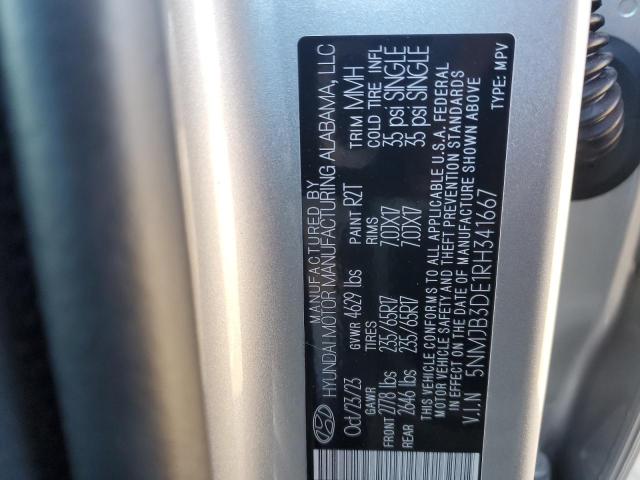 MANUFACTURED BY
HYUNDAI MOTOR MANUFACTURING ALABAMA, LLC
Oct/23/23 GVWR 4629 lbs PAINT R2T TRIM MMH
GAWR TIRES RIMS COLD TIRE INFL
FRONT 2778 lbs 235/65R17 7.0JX17 35 psi SINGLE
REAR 2646 lbs 235/65R17 7.0JX17 35 psi SINGLE
THIS VEHICLE CONFORMS TO ALL APPLICABLE U.S.A. FEDERAL
MOTOR VEHICLE SAFETY AND THEFT PREVENTION STANDARDS
IN EFFECT ON THE DATE OF MANUFACTURE SHOWN ABOVE
V.I.N 5NMJB3DE1RH341667 TYPE: MPV